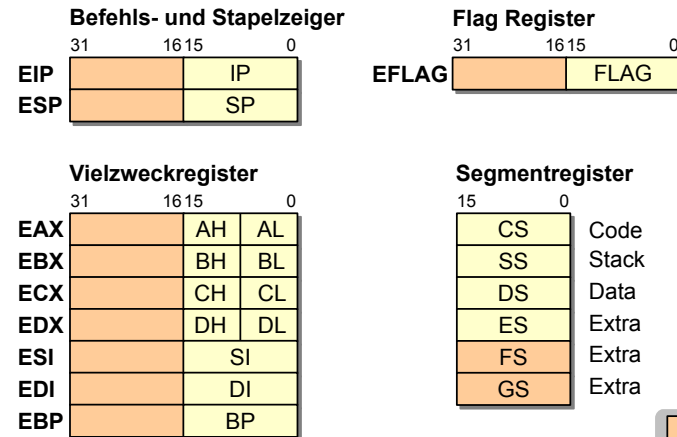 Befehls- und Stapelzeiger
31 16 15 0
EIP IP
ESP SP
Flag Register
31 16 15 0
EFLAG FLAG
Vielzweckregister
31 16 15 0
EAX AH AL
EBX BH BL
ECX CH CL
EDX DH DL
ESI SI
EDI DI
EBP BP
Segmentregister
15 0
CS Code
SS Stack
DS Data
ES Extra
FS Extra
GS Extra